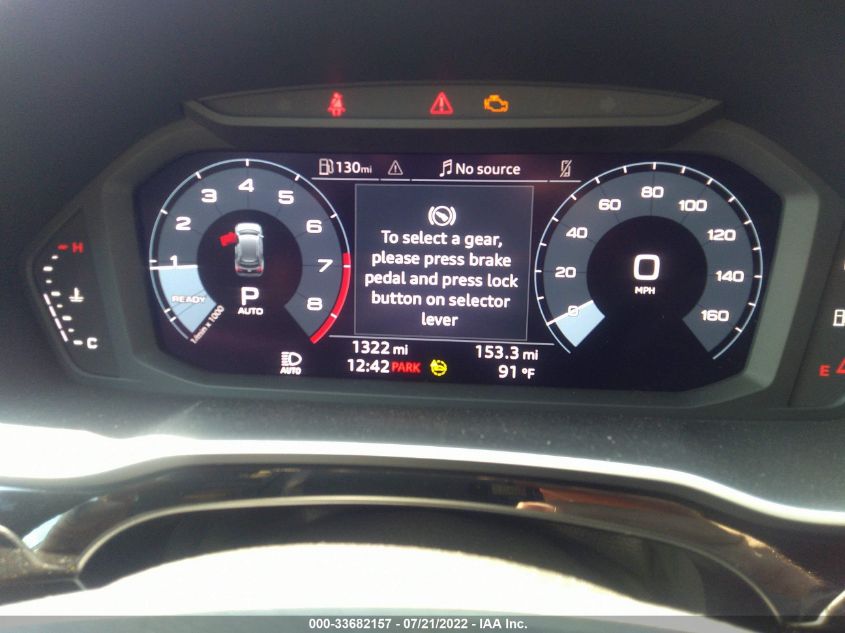 130mi
No source
To select a gear,
please press brake
pedal and press lock
button on selector
lever
1 2 3 4 5 6 7 8
READY
1/min x 1000
P
AUTO
0 20 40 60 80 100 120 140 160
0
MPH
H
C
E
AUTO
1322 mi
153.3 mi
12:42 PARK
91 °F
000-33682157 - 07/21/2022 - IAA Inc.